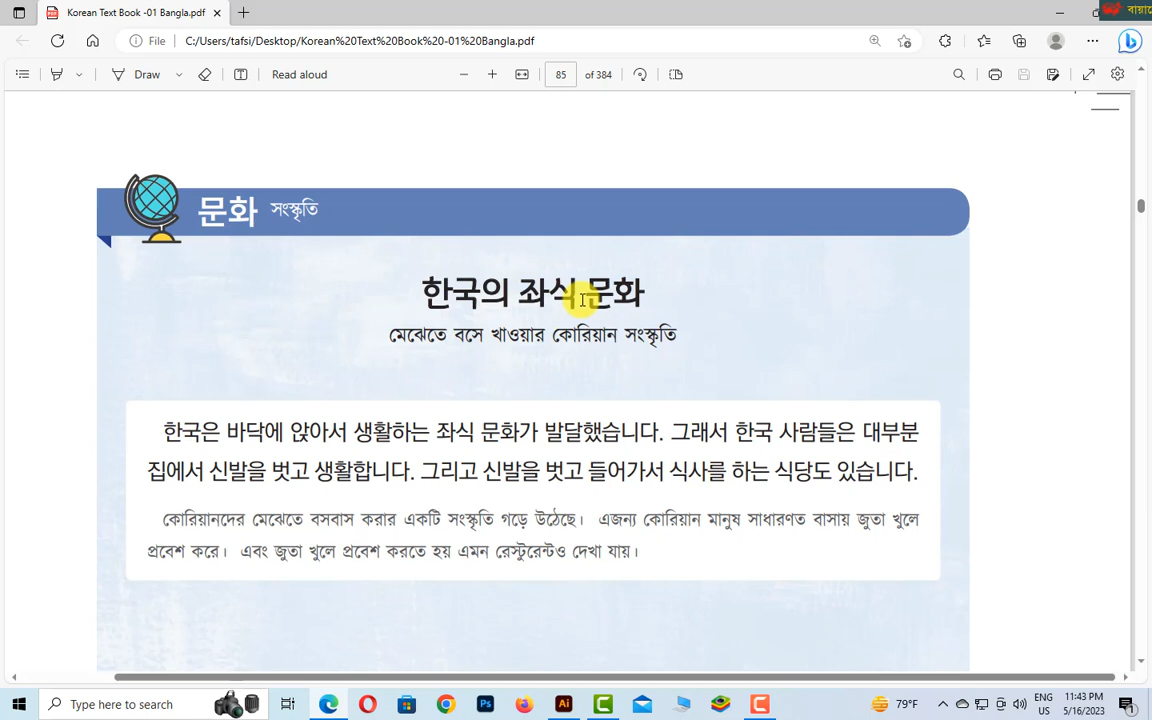 Korean Text Book -01 Bangla.pdf
বায়ান্
File
C:/Users/tafsi/Desktop/Korean%20Text%20Book%20-01%20Bangla.pdf
Draw
Read aloud
85 of 384
문화 সংস্কৃতি
한국의 좌식 문화
মেঝেতে বসে খাওয়ার কোরিয়ান সংস্কৃতি
한국은 바닥에 앉아서 생활하는 좌식 문화가 발달했습니다. 그래서 한국 사람들은 대부분
집에서 신발을 벗고 생활합니다. 그리고 신발을 벗고 들어가서 식사를 하는 식당도 있습니다.
কোরিয়ানদের মেঝেতে বসবাস করার একটি সংস্কৃতি গড়ে উঠেছে। এজন্য কোরিয়ান মানুষ সাধারণত বাসায় জুতা খুলে
প্রবেশ করে। এবং জুতা খুলে প্রবেশ করতে হয় এমন রেস্টুরেন্টও দেখা যায়।
Type here to search
Ps
Ai
79°F
ENG
US
11:43 PM
5/16/2023
1